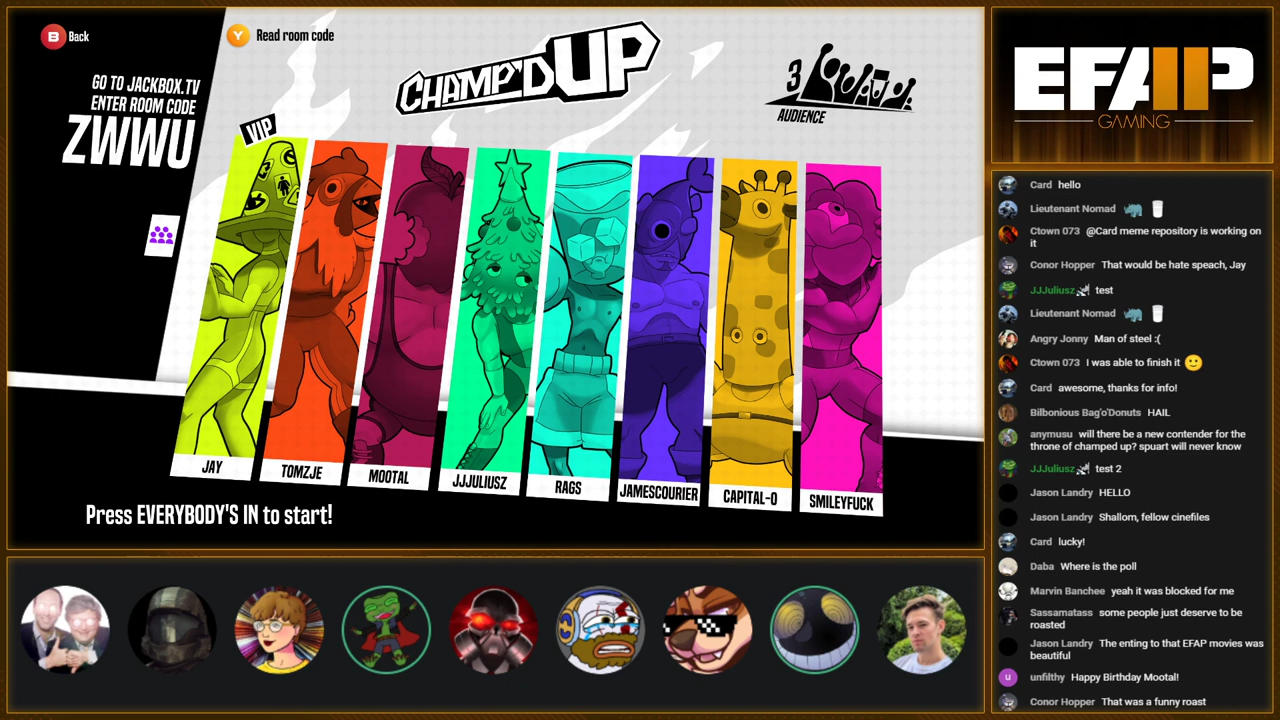 B Back
Y Read room code
GO TO JACKBOX.TV
ENTER ROOM CODE
ZWWU
CHAMP'D UP
3
AUDIENCE
VIP
JAY
TOMZJE
MOOTAL
JJJULIUSZ
RAGS
JAMESCOURIER
CAPITAL-O
SMILEYFUCK
Press EVERYBODY'S IN to start!
EFAP
GAMING
Card hello
Lieutenant Nomad
Ctown 073 @Card meme repository is working on
it
Conor Hopper That would be hate speach, Jay
JJJuliusz test
Lieutenant Nomad
Angry Jonny Man of steel :(
Ctown 073 I was able to finish it
Card awesome, thanks for info!
Bilbonious Bag'o'Donuts HAIL
anymusu will there be a new contender for the
throne of champed up? spuart will never know
JJJuliusz test 2
Jason Landry HELLO
Jason Landry Shallom, fellow cinefiles
Card lucky!
Daba Where is the poll
Marvin Banchee yeah it was blocked for me
Sassamatass some people just deserve to be
roasted
Jason Landry The enting to that EFAP movies was
beautiful
u unfilthy Happy Birthday Mootal!
Conor Hopper That was a funny roast